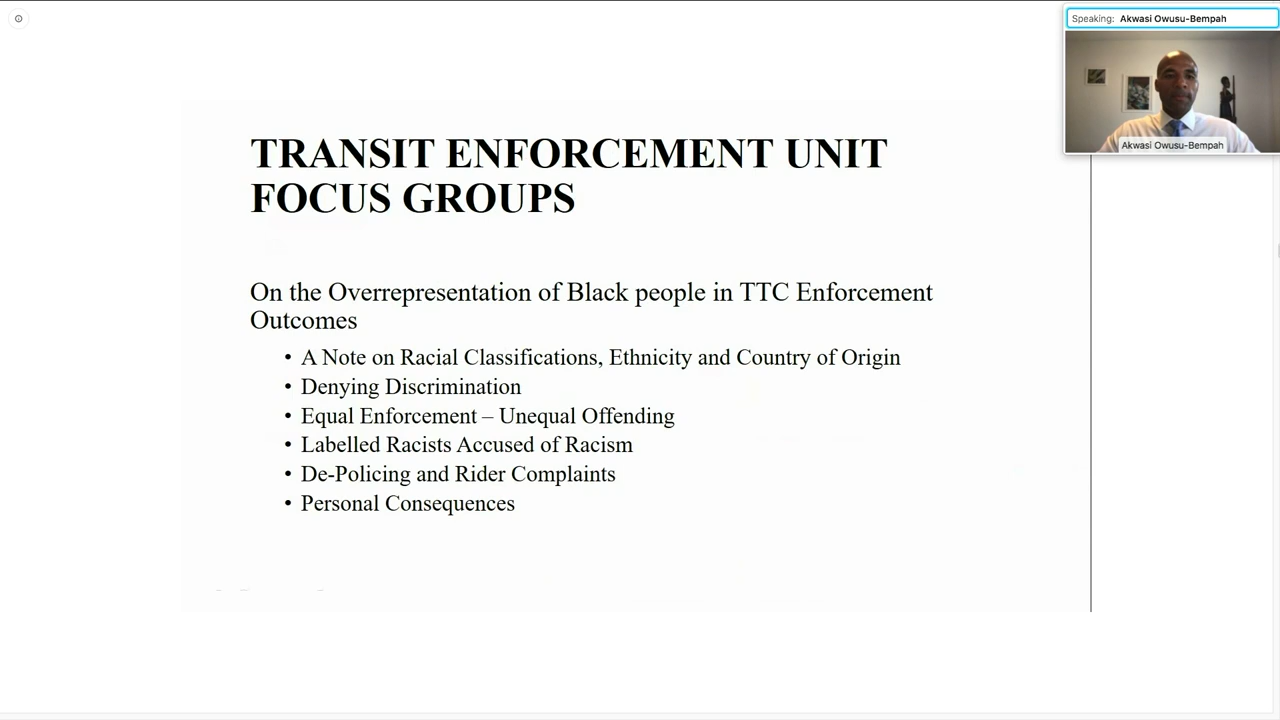 Speaking: Akwasi Owusu-Bempah
Akwasi Owusu-Bempah
TRANSIT ENFORCEMENT UNIT
FOCUS GROUPS
On the Overrepresentation of Black people in TTC Enforcement
Outcomes
• A Note on Racial Classifications, Ethnicity and Country of Origin
• Denying Discrimination
• Equal Enforcement – Unequal Offending
• Labelled Racists Accused of Racism
• De-Policing and Rider Complaints
• Personal Consequences